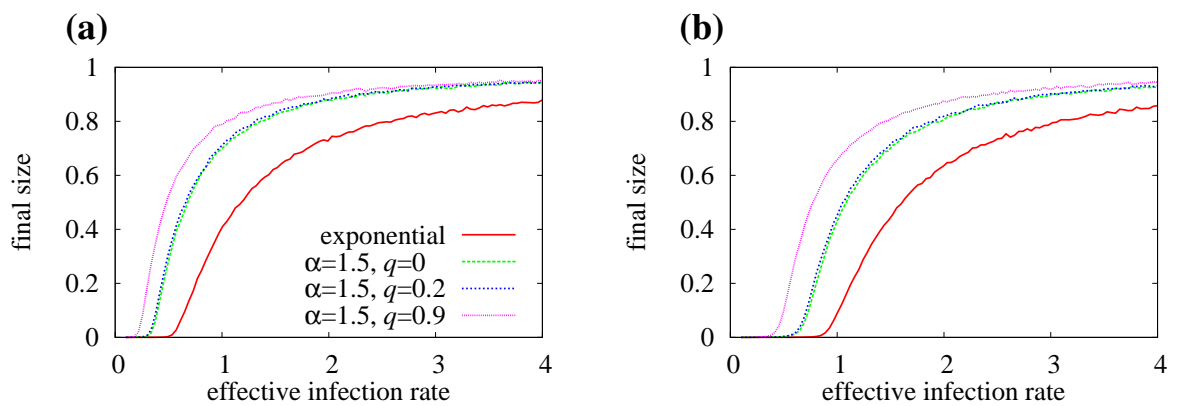 (a)
1
0.8
0.6
0.4
0.2
0
final size
0 1 2 3 4
effective infection rate
exponential
α=1.5, q=0
α=1.5, q=0.2
α=1.5, q=0.9
(b)
1
0.8
0.6
0.4
0.2
0
final size
0 1 2 3 4
effective infection rate